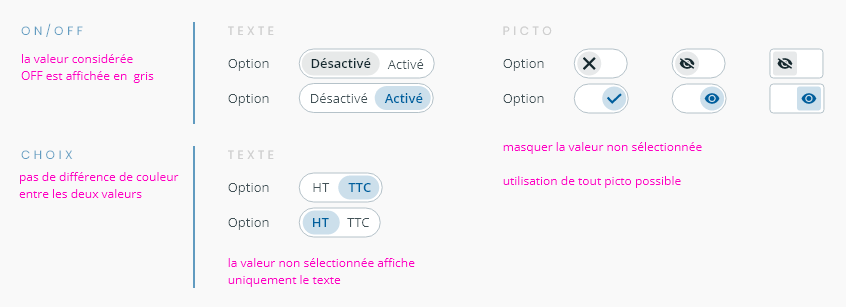 ON/OFF
la valeur considérée
OFF est affichée en  gris
TEXTE
Option Désactivé Activé
Option Désactivé Activé
PICTO
Option
Option
masquer la valeur non sélectionnée
utilisation de tout picto possible
CHOIX
pas de différence de couleur
entre les deux valeurs
TEXTE
Option HT TTC
Option HT TTC
la valeur non sélectionnée affiche
uniquement le texte